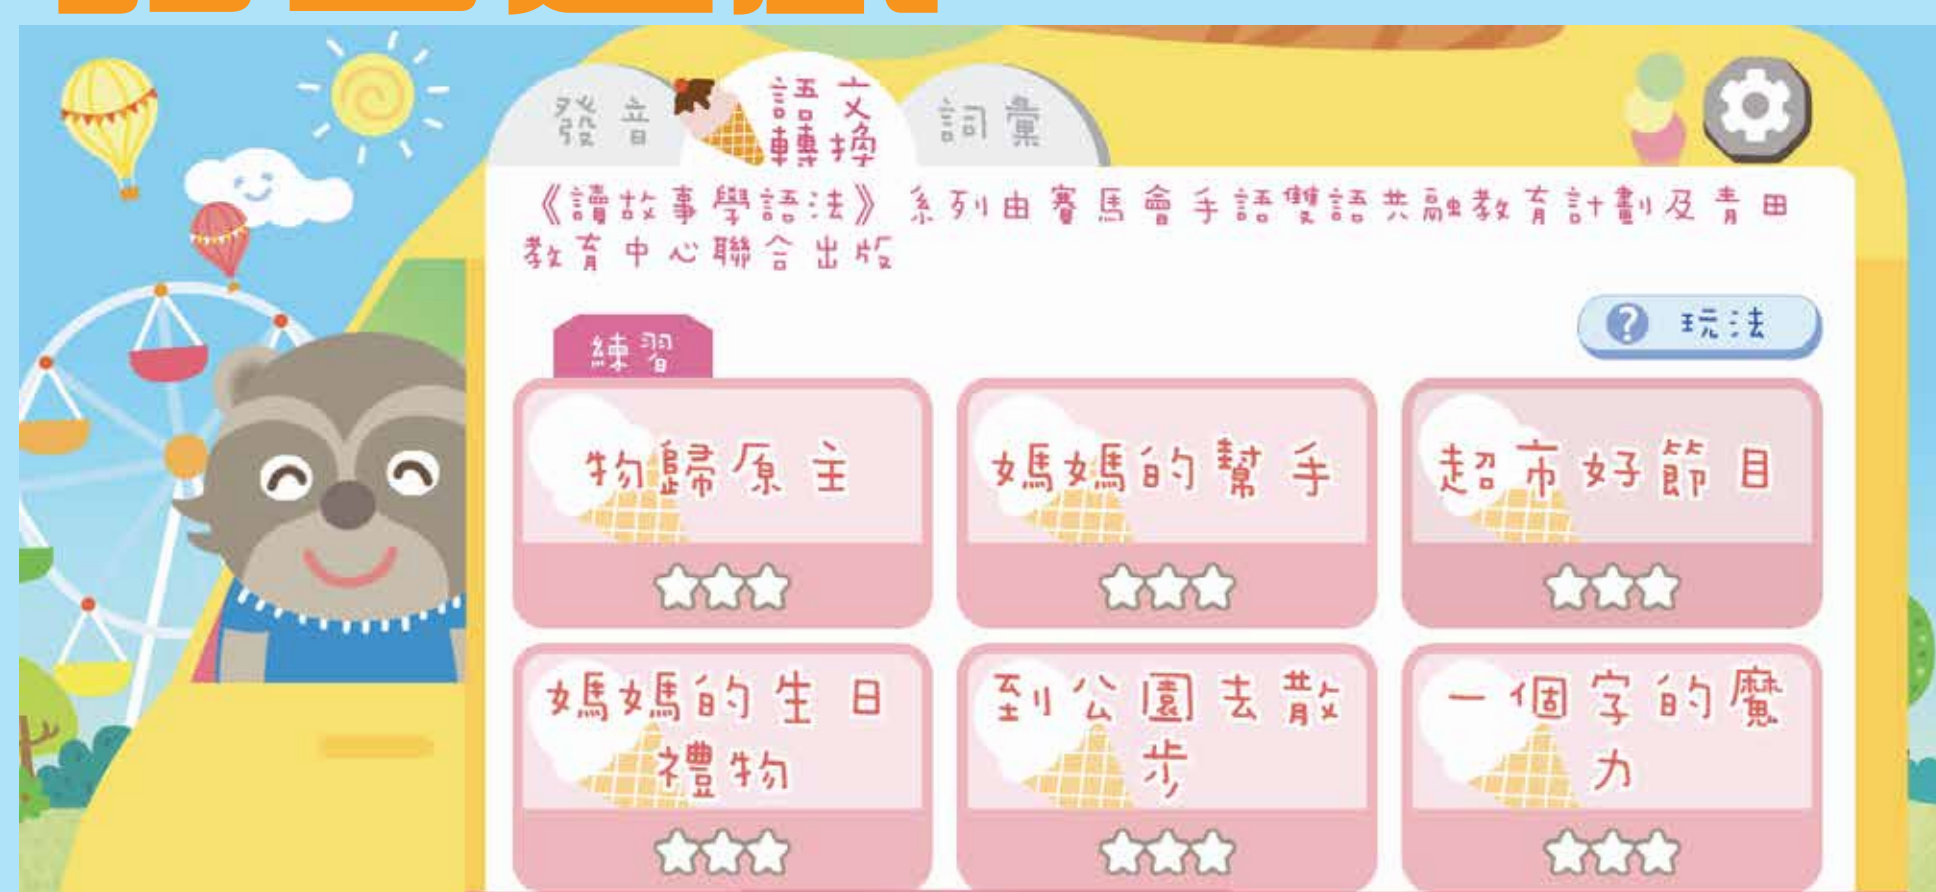 發音
語文
轉換
詞彙
《讀故事學語法》系列由賽馬會手語雙語共融教育計劃及青田
教育中心聯合出版
? 玩法
練習
物歸原主
媽媽的幫手
超市好節目
媽媽的生日
禮物
到公園去散
步
一個字的魔
力